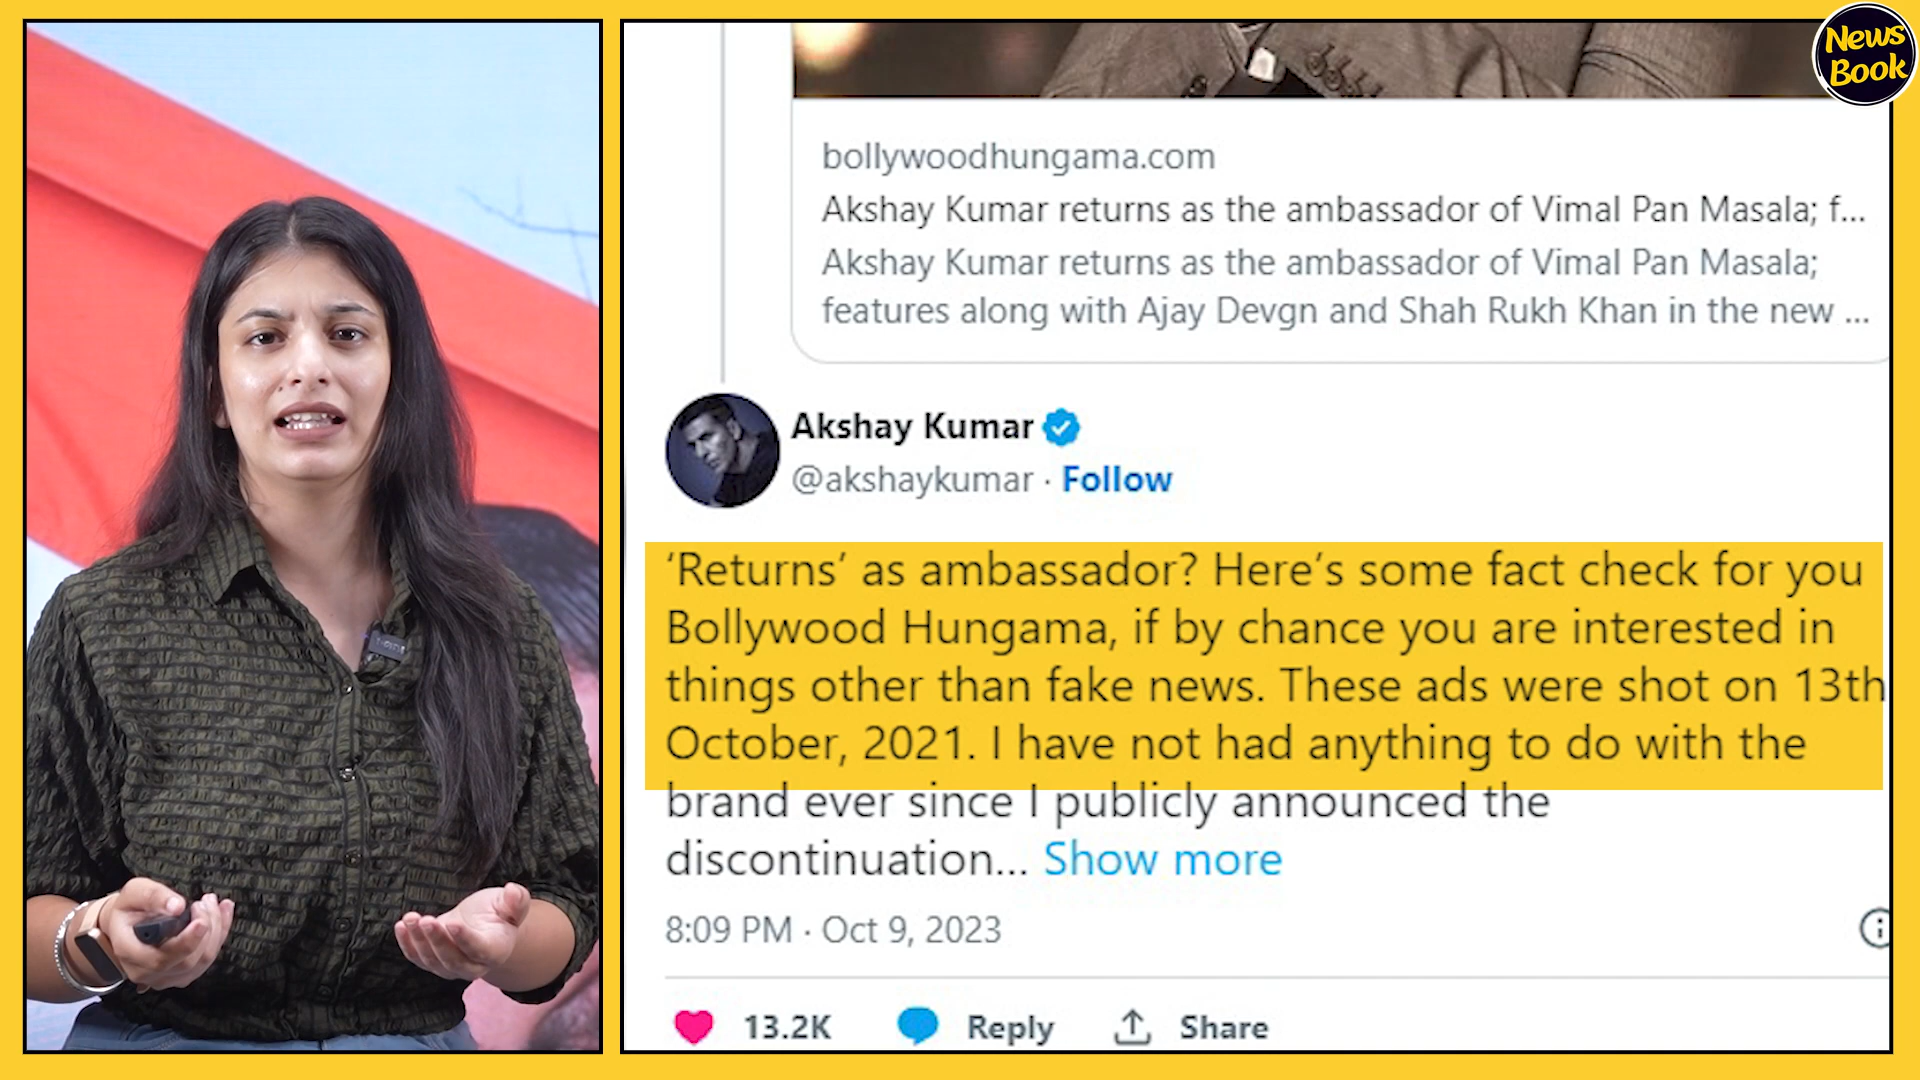 News
Book
bollywoodhungama.com
Akshay Kumar returns as the ambassador of Vimal Pan Masala; f...
Akshay Kumar returns as the ambassador of Vimal Pan Masala;
features along with Ajay Devgn and Shah Rukh Khan in the new ...
Akshay Kumar
@akshaykumar · Follow
‘Returns’ as ambassador? Here’s some fact check for you
Bollywood Hungama, if by chance you are interested in
things other than fake news. These ads were shot on 13th
October, 2021. I have not had anything to do with the
brand ever since I publicly announced the
discontinuation... Show more
8:09 PM · Oct 9, 2023
13.2K Reply Share